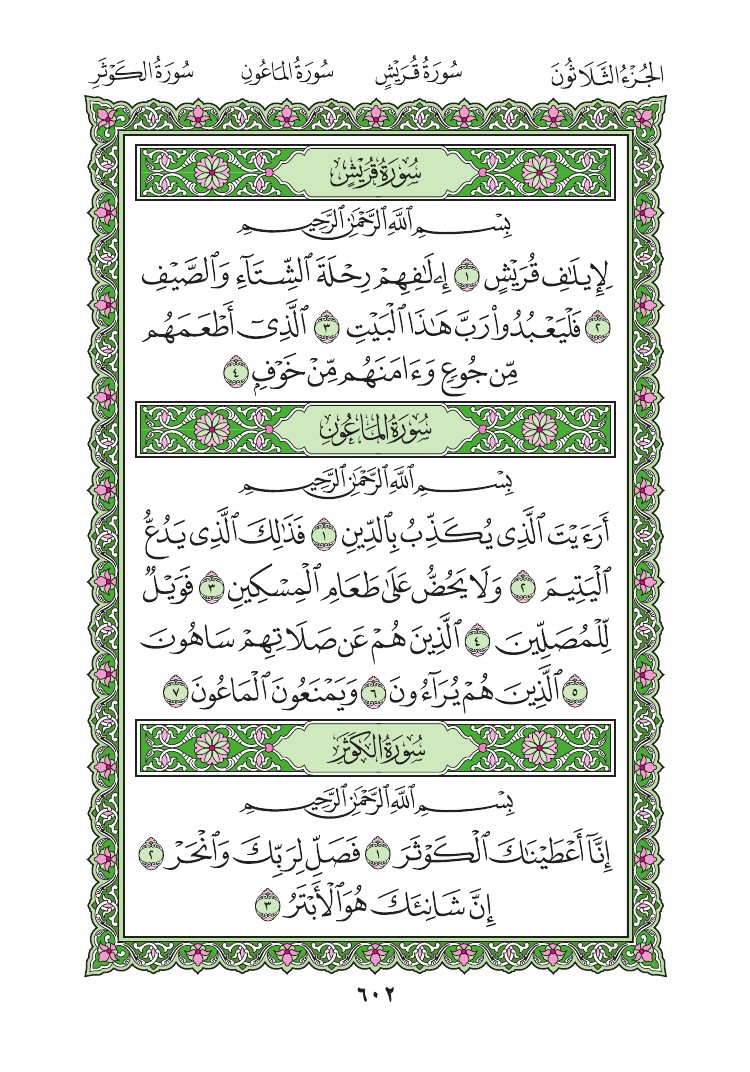 الجُزْءُ الثَّلَاثُونَ سُورَةُ قُرَيْشٍ سُورَةُ المَاعُونِ سُورَةُ الكَوْثَرِ
سُورَةُ قُرَيْشٍ
بِسْمِ ٱللَّهِ ٱلرَّحْمَٰنِ ٱلرَّحِيمِ
لِإِيلَٰفِ قُرَيْشٍ ١ إِۦلَٰفِهِمْ رِحْلَةَ ٱلشِّتَآءِ وَٱلصَّيْفِ
٢ فَلْيَعْبُدُوا۟ رَبَّ هَٰذَا ٱلْبَيْتِ ٣ ٱلَّذِىٓ أَطْعَمَهُم
مِّن جُوعٍ وَءَامَنَهُم مِّنْ خَوْفٍۭ ٤
سُورَةُ المَاعُونِ
بِسْمِ ٱللَّهِ ٱلرَّحْمَٰنِ ٱلرَّحِيمِ
أَرَءَيْتَ ٱلَّذِى يُكَذِّبُ بِٱلدِّينِ ١ فَذَٰلِكَ ٱلَّذِى يَدُعُّ
ٱلْيَتِيمَ ٢ وَلَا يَحُضُّ عَلَىٰ طَعَامِ ٱلْمِسْكِينِ ٣ فَوَيْلٌ
لِّلْمُصَلِّينَ ٤ ٱلَّذِينَ هُمْ عَن صَلَاتِهِمْ سَاهُونَ
٥ ٱلَّذِينَ هُمْ يُرَآءُونَ ٦ وَيَمْنَعُونَ ٱلْمَاعُونَ ٧
سُورَةُ الكَوْثَرِ
بِسْمِ ٱللَّهِ ٱلرَّحْمَٰنِ ٱلرَّحِيمِ
إِنَّآ أَعْطَيْنَٰكَ ٱلْكَوْثَرَ ١ فَصَلِّ لِرَبِّكَ وَٱنْحَرْ ٢
إِنَّ شَانِئَكَ هُوَ ٱلْأَبْتَرُ ٣
٦٠٢